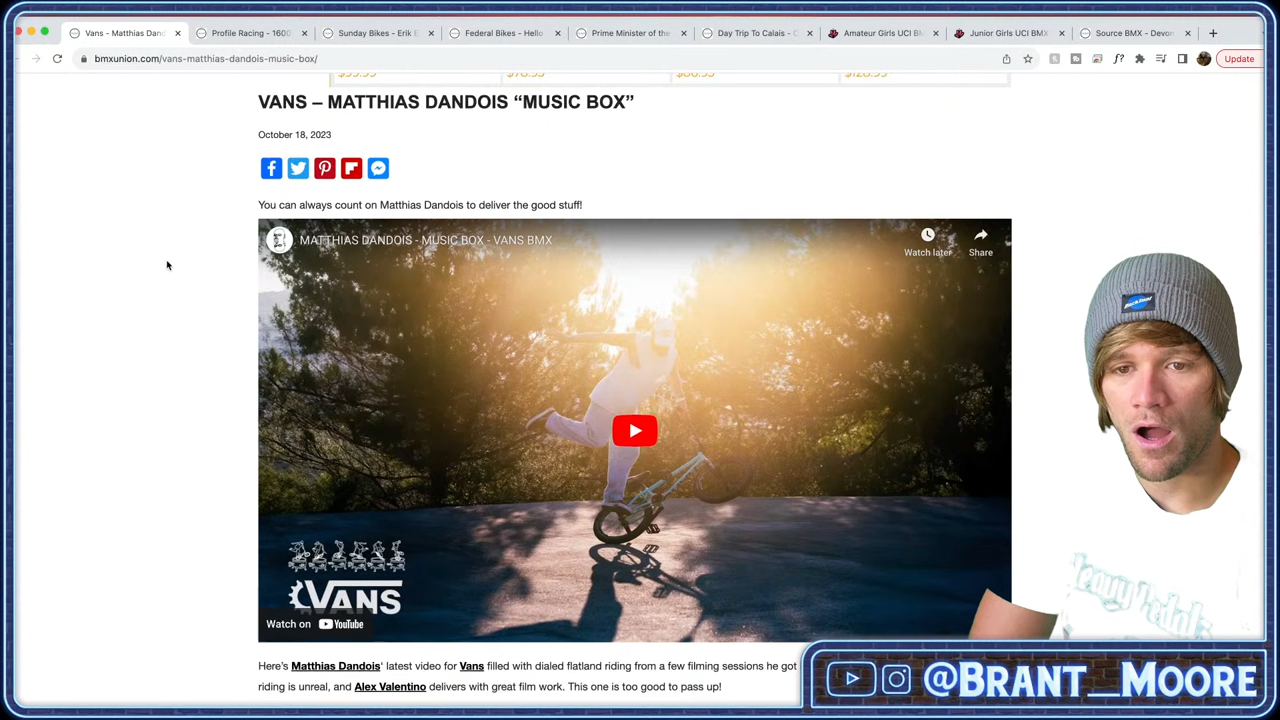 Vans - Matthias Dand
Profile Racing - 1600
Sunday Bikes - Erik E
Federal Bikes - Hello
Prime Minister of the
Day Trip To Calais - C
Amateur Girls UCI BM
Junior Girls UCI BMX
Source BMX - Devon
bmxunion.com/vans-matthias-dandois-music-box/
Update
VANS – MATTHIAS DANDOIS “MUSIC BOX”
October 18, 2023
You can always count on Matthias Dandois to deliver the good stuff!
MATTHIAS DANDOIS - MUSIC BOX - VANS BMX
Watch later
Share
VANS
Watch on YouTube
Here’s Matthias Dandois‘ latest video for Vans filled with dialed flatland riding from a few filming sessions he got
riding is unreal, and Alex Valentino delivers with great film work. This one is too good to pass up!
@BRANT_MOORE